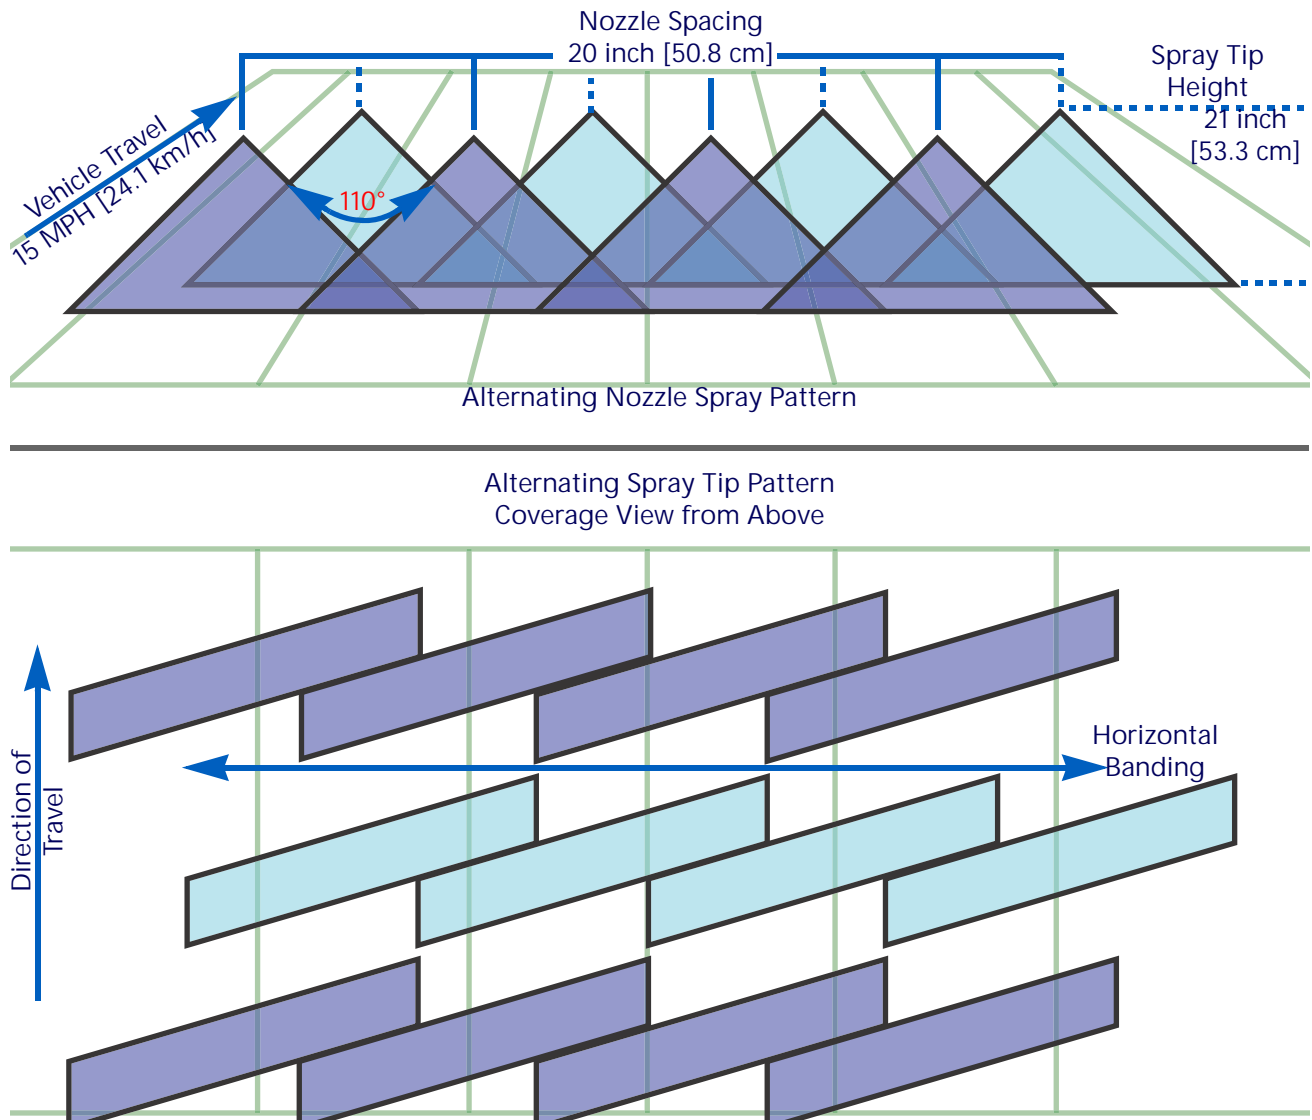 Nozzle Spacing
20 inch [50.8 cm]
Spray Tip
Height
21 inch
[53.3 cm]
Vehicle Travel
15 MPH [24.1 km/h]
110°
Alternating Nozzle Spray Pattern
Alternating Spray Tip Pattern
Coverage View from Above
Direction of
Travel
Horizontal
Banding